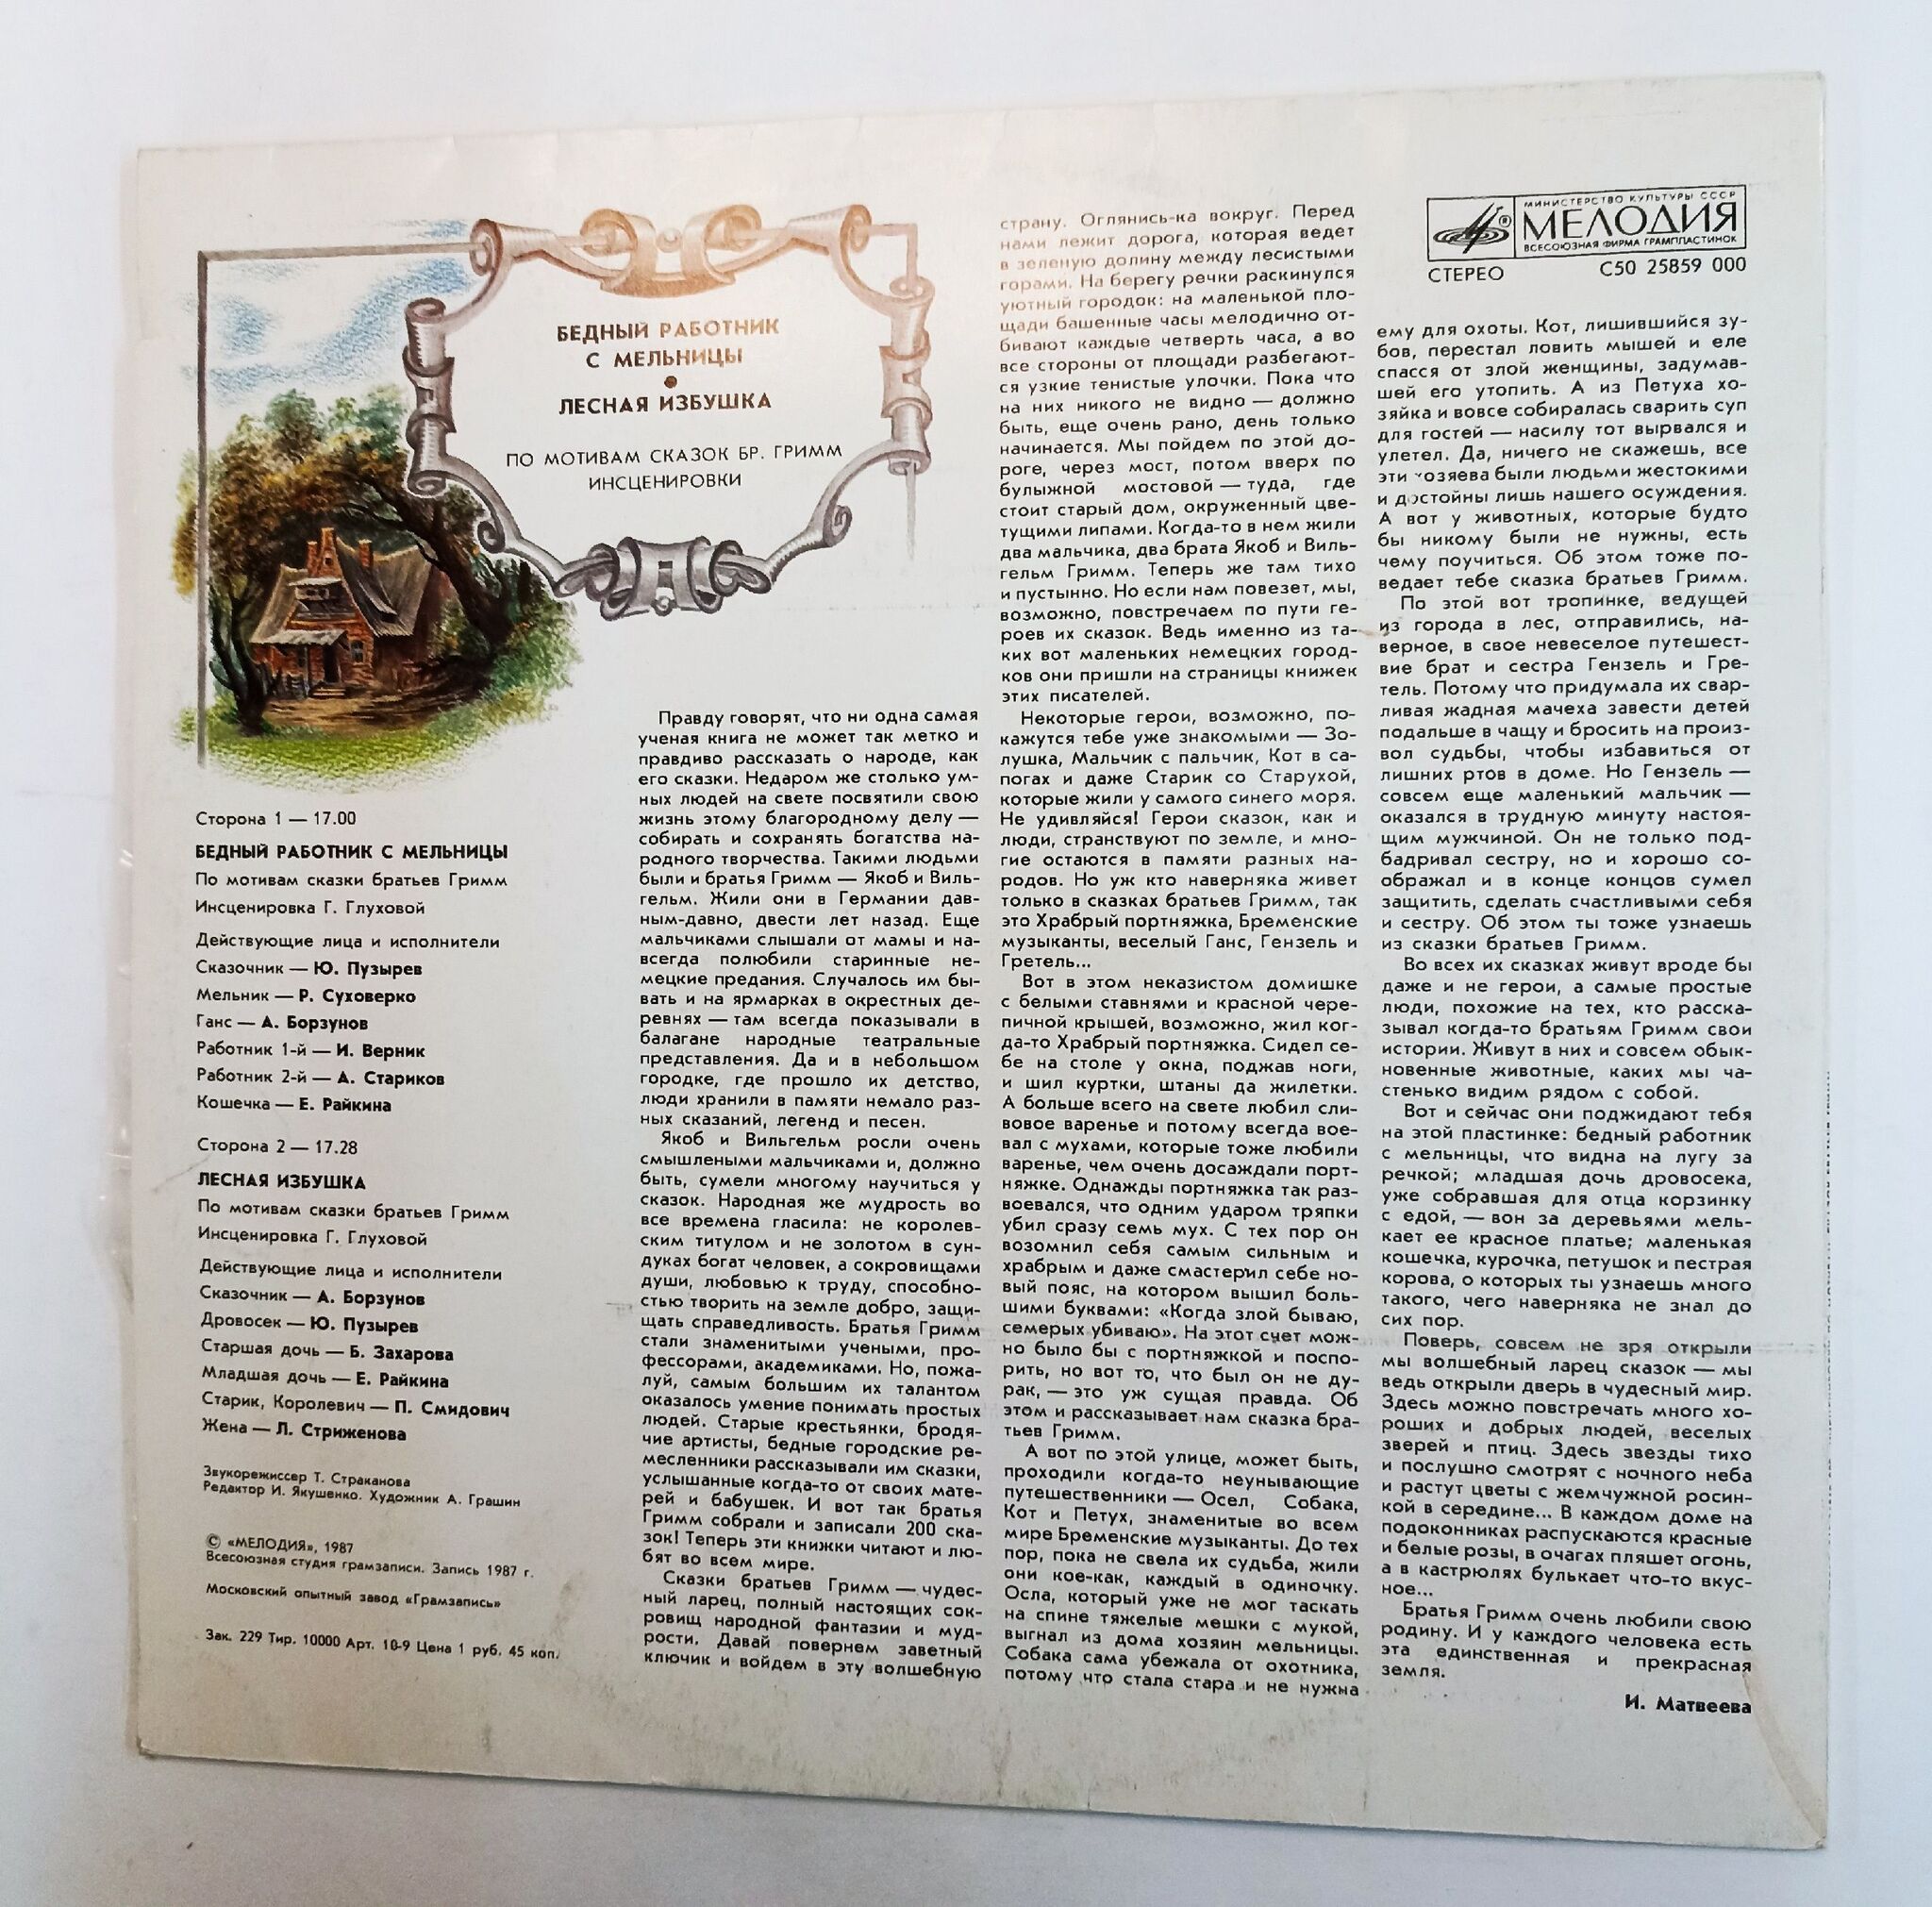 БЕДНЫЙ РАБОТНИК
С МЕЛЬНИЦЫ
•
ЛЕСНАЯ ИЗБУШКА
ПО МОТИВАМ СКАЗОК БР. ГРИММ
ИНСЦЕНИРОВКИ
Сторона 1 — 17.00
БЕДНЫЙ РАБОТНИК С МЕЛЬНИЦЫ
По мотивам сказки братьев Гримм
Инсценировка Г. Глуховой
Действующие лица и исполнители
Сказочник — Ю. Пузырев
Мельник — Р. Суховерко
Ганс — А. Борзунов
Работник 1-й — И. Верник
Работник 2-й — А. Стариков
Кошечка — Е. Райкина
Сторона 2 — 17.28
ЛЕСНАЯ ИЗБУШКА
По мотивам сказки братьев Гримм
Инсценировка Г. Глуховой
Действующие лица и исполнители
Сказочник — А. Борзунов
Дровосек — Ю. Пузырев
Старшая дочь — Б. Захарова
Младшая дочь — Е. Райкина
Старик, Королевич — П. Смидович
Жена — Л. Стриженова
Звукорежиссер Т. Страканова
Редактор И. Якушенко. Художник А. Грашин
© «МЕЛОДИЯ», 1987
Всесоюзная студия грамзаписи. Запись 1987 г.
Московский опытный завод «Грамзапись»
Зак. 229 Тир. 10000 Арт. 10-9 Цена 1 руб. 45 коп.
Правду говорят, что ни одна самая
ученая книга не может так метко и
правдиво рассказать о народе, как
его сказки. Недаром же столько ум-
ных людей на свете посвятили свою
жизнь этому благородному делу —
собирать и сохранять богатства на-
родного творчества. Такими людьми
были и братья Гримм — Якоб и Виль-
гельм. Жили они в Германии дав-
ным-давно, двести лет назад. Еще
мальчиками слышали от мамы и на-
всегда полюбили старинные не-
мецкие предания. Случалось им бы-
вать и на ярмарках в окрестных де-
ревнях — там всегда показывали в
балагане народные театральные
представления. Да и в небольшом
городке, где прошло их детство,
люди хранили в памяти немало раз-
ных сказаний, легенд и песен.
Якоб и Вильгельм росли очень
смышлеными мальчиками и, должно
быть, сумели многому научиться у
сказок. Народная же мудрость во
все времена гласила: не королев-
ским титулом и не золотом в сун-
дуках богат человек, а сокровищами
души, любовью к труду, способно-
стью творить на земле добро, защи-
щать справедливость. Братья Гримм
стали знаменитыми учеными, про-
фессорами, академиками. Но, пожа-
луй, самым большим их талантом
оказалось умение понимать простых
людей. Старые крестьянки, бродя-
чие артисты, бедные городские ре-
месленники рассказывали им сказки,
услышанные когда-то от своих мате-
рей и бабушек. И вот так братья
Гримм собрали и записали 200 ска-
зок! Теперь эти книжки читают и лю-
бят во всем мире.
Сказки братьев Гримм — чудес-
ный ларец, полный настоящих сок-
ровищ народной фантазии и муд-
рости. Давай повернем заветный
ключик и войдем в эту волшебную
страну. Оглянись-ка вокруг. Перед
нами лежит дорога, которая ведет
в зеленую долину между лесистыми
горами. На берегу речки раскинулся
уютный городок: на маленькой пло-
щади башенные часы мелодично от-
бивают каждые четверть часа, а во
все стороны от площади разбегают-
ся узкие тенистые улочки. Пока что
на них никого не видно — должно
быть, еще очень рано, день только
начинается. Мы пойдем по этой до-
роге, через мост, потом вверх по
булыжной мостовой — туда, где
стоит старый дом, окруженный цве-
тущими липами. Когда-то в нем жили
два мальчика, два брата Якоб и Виль-
гельм Гримм. Теперь же там тихо
и пустынно. Но если нам повезет, мы,
возможно, повстречаем по пути ге-
роев их сказок. Ведь именно из та-
ких вот маленьких немецких город-
ков они пришли на страницы книжек
этих писателей.
Некоторые герои, возможно, по-
кажутся тебе уже знакомыми — Зо-
лушка, Мальчик с пальчик, Кот в са-
погах и даже Старик со Старухой,
которые жили у самого синего моря.
Не удивляйся! Герои сказок, как и
люди, странствуют по земле, и мно-
гие остаются в памяти разных на-
родов. Но уж кто наверняка живет
только в сказках братьев Гримм, так
это Храбрый портняжка, Бременские
музыканты, веселый Ганс, Гензель и
Гретель...
Вот в этом неказистом домишке
с белыми ставнями и красной чере-
пичной крышей, возможно, жил ког-
да-то Храбрый портняжка. Сидел се-
бе на столе у окна, поджав ноги,
и шил куртки, штаны да жилетки.
А больше всего на свете любил сли-
вовое варенье и потому всегда вое-
вал с мухами, которые тоже любили
варенье, чем очень досаждали порт-
няжке. Однажды портняжка так раз-
воевался, что одним ударом тряпки
убил сразу семь мух. С тех пор он
возомнил себя самым сильным и
храбрым и даже смастерил себе но-
вый пояс, на котором вышил боль-
шими буквами: «Когда злой бываю,
семерых убиваю». На этот счет мож-
но было бы с портняжкой и поспо-
рить, но вот то, что был он не ду-
рак, — это уж сущая правда. Об
этом и рассказывает нам сказка бра-
тьев Гримм.
А вот по этой улице, может быть,
проходили когда-то неунывающие
путешественники — Осел, Собака,
Кот и Петух, знаменитые во всем
мире Бременские музыканты. До тех
пор, пока не свела их судьба, жили
они кое-как, каждый в одиночку.
Осла, который уже не мог таскать
на спине тяжелые мешки с мукой,
выгнал из дома хозяин мельницы.
Собака сама убежала от охотника,
потому что стала стара и не нужна
МИНИСТЕРСТВО КУЛЬТУРЫ СССР
МЕЛОДИЯ
ВСЕСОЮЗНАЯ ФИРМА ГРАМПЛАСТИНОК
СТЕРЕО С50 25859 000
ему для охоты. Кот, лишившийся зу-
бов, перестал ловить мышей и еле
спасся от злой женщины, задумав-
шей его утопить. А из Петуха хо-
зяйка и вовсе собиралась сварить суп
для гостей — насилу тот вырвался и
улетел. Да, ничего не скажешь, все
эти хозяева были людьми жестокими
и достойны лишь нашего осуждения.
А вот у животных, которые будто
бы никому были не нужны, есть
чему поучиться. Об этом тоже по-
ведает тебе сказка братьев Гримм.
По этой вот тропинке, ведущей
из города в лес, отправились, на-
верное, в свое невеселое путешест-
вие брат и сестра Гензель и Гре-
тель. Потому что придумала их свар-
ливая жадная мачеха завести детей
подальше в чащу и бросить на произ-
вол судьбы, чтобы избавиться от
лишних ртов в доме. Но Гензель —
совсем еще маленький мальчик —
оказался в трудную минуту настоя-
щим мужчиной. Он не только под-
бадривал сестру, но и хорошо со-
ображал и в конце концов сумел
защитить, сделать счастливыми себя
и сестру. Об этом ты тоже узнаешь
из сказки братьев Гримм.
Во всех их сказках живут вроде бы
даже и не герои, а самые простые
люди, похожие на тех, кто расска-
зывал когда-то братьям Гримм свои
истории. Живут в них и совсем обык-
новенные животные, каких мы ча-
стенько видим рядом с собой.
Вот и сейчас они поджидают тебя
на этой пластинке: бедный работник
с мельницы, что видна на лугу за
речкой; младшая дочь дровосека,
уже собравшая для отца корзинку
с едой, — вон за деревьями мель-
кает ее красное платье; маленькая
кошечка, курочка, петушок и пестрая
корова, о которых ты узнаешь много
такого, чего наверняка не знал до
сих пор.
Поверь, совсем не зря открыли
мы волшебный ларец сказок — мы
ведь открыли дверь в чудесный мир.
Здесь можно повстречать много хо-
роших и добрых людей, веселых
зверей и птиц. Здесь звезды тихо
и послушно смотрят с ночного неба
и растут цветы с жемчужной росин-
кой в середине... В каждом доме на
подоконниках распускаются красные
и белые розы, в очагах пляшет огонь,
а в кастрюлях булькает что-то вкус-
ное...
Братья Гримм очень любили свою
родину. И у каждого человека есть
эта единственная и прекрасная
земля.
И. Матвеева